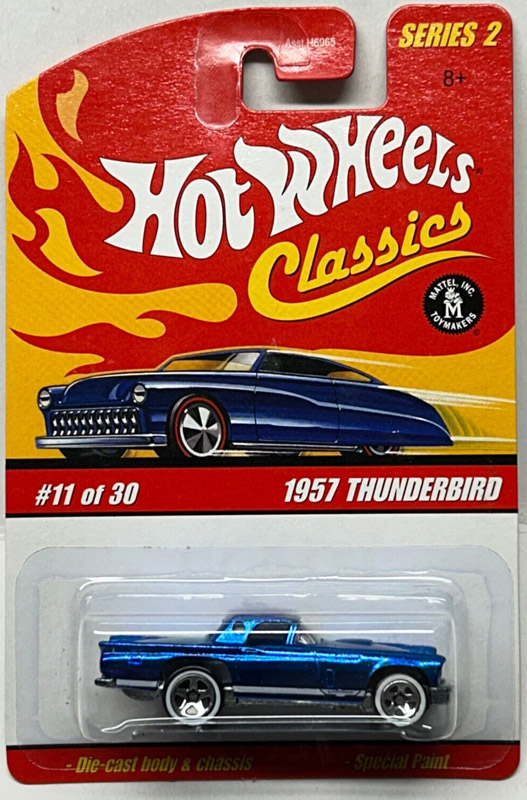 Asst.H6965
SERIES 2
8+
HOT WHEELS
Classics
MATTEL, INC.
M
TOYMAKERS
#11 of 30
1957 THUNDERBIRD
- Die-cast body & chassis
- Special Paint